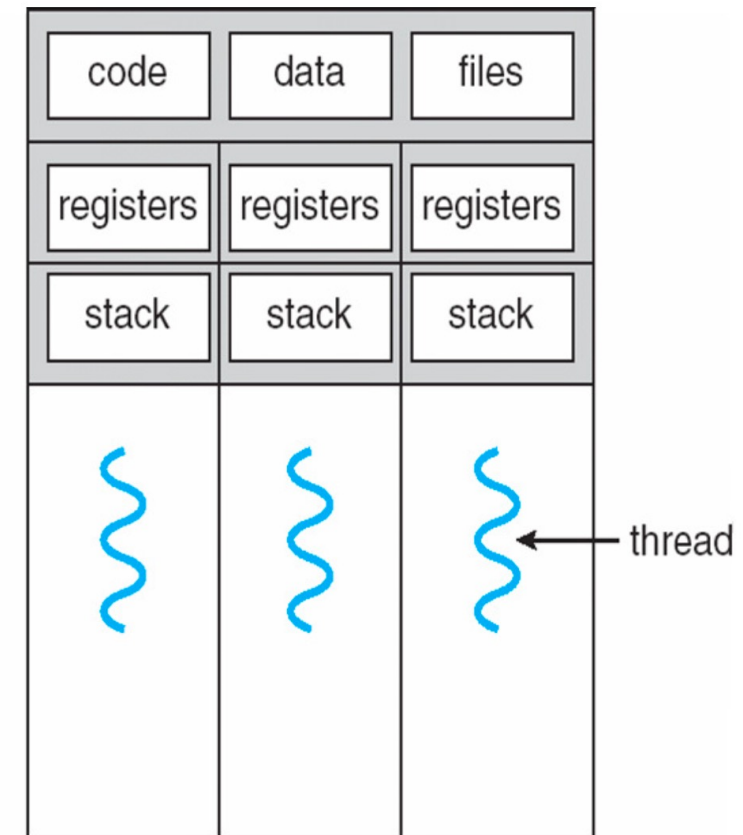 code data files
registers registers registers
stack stack stack
thread